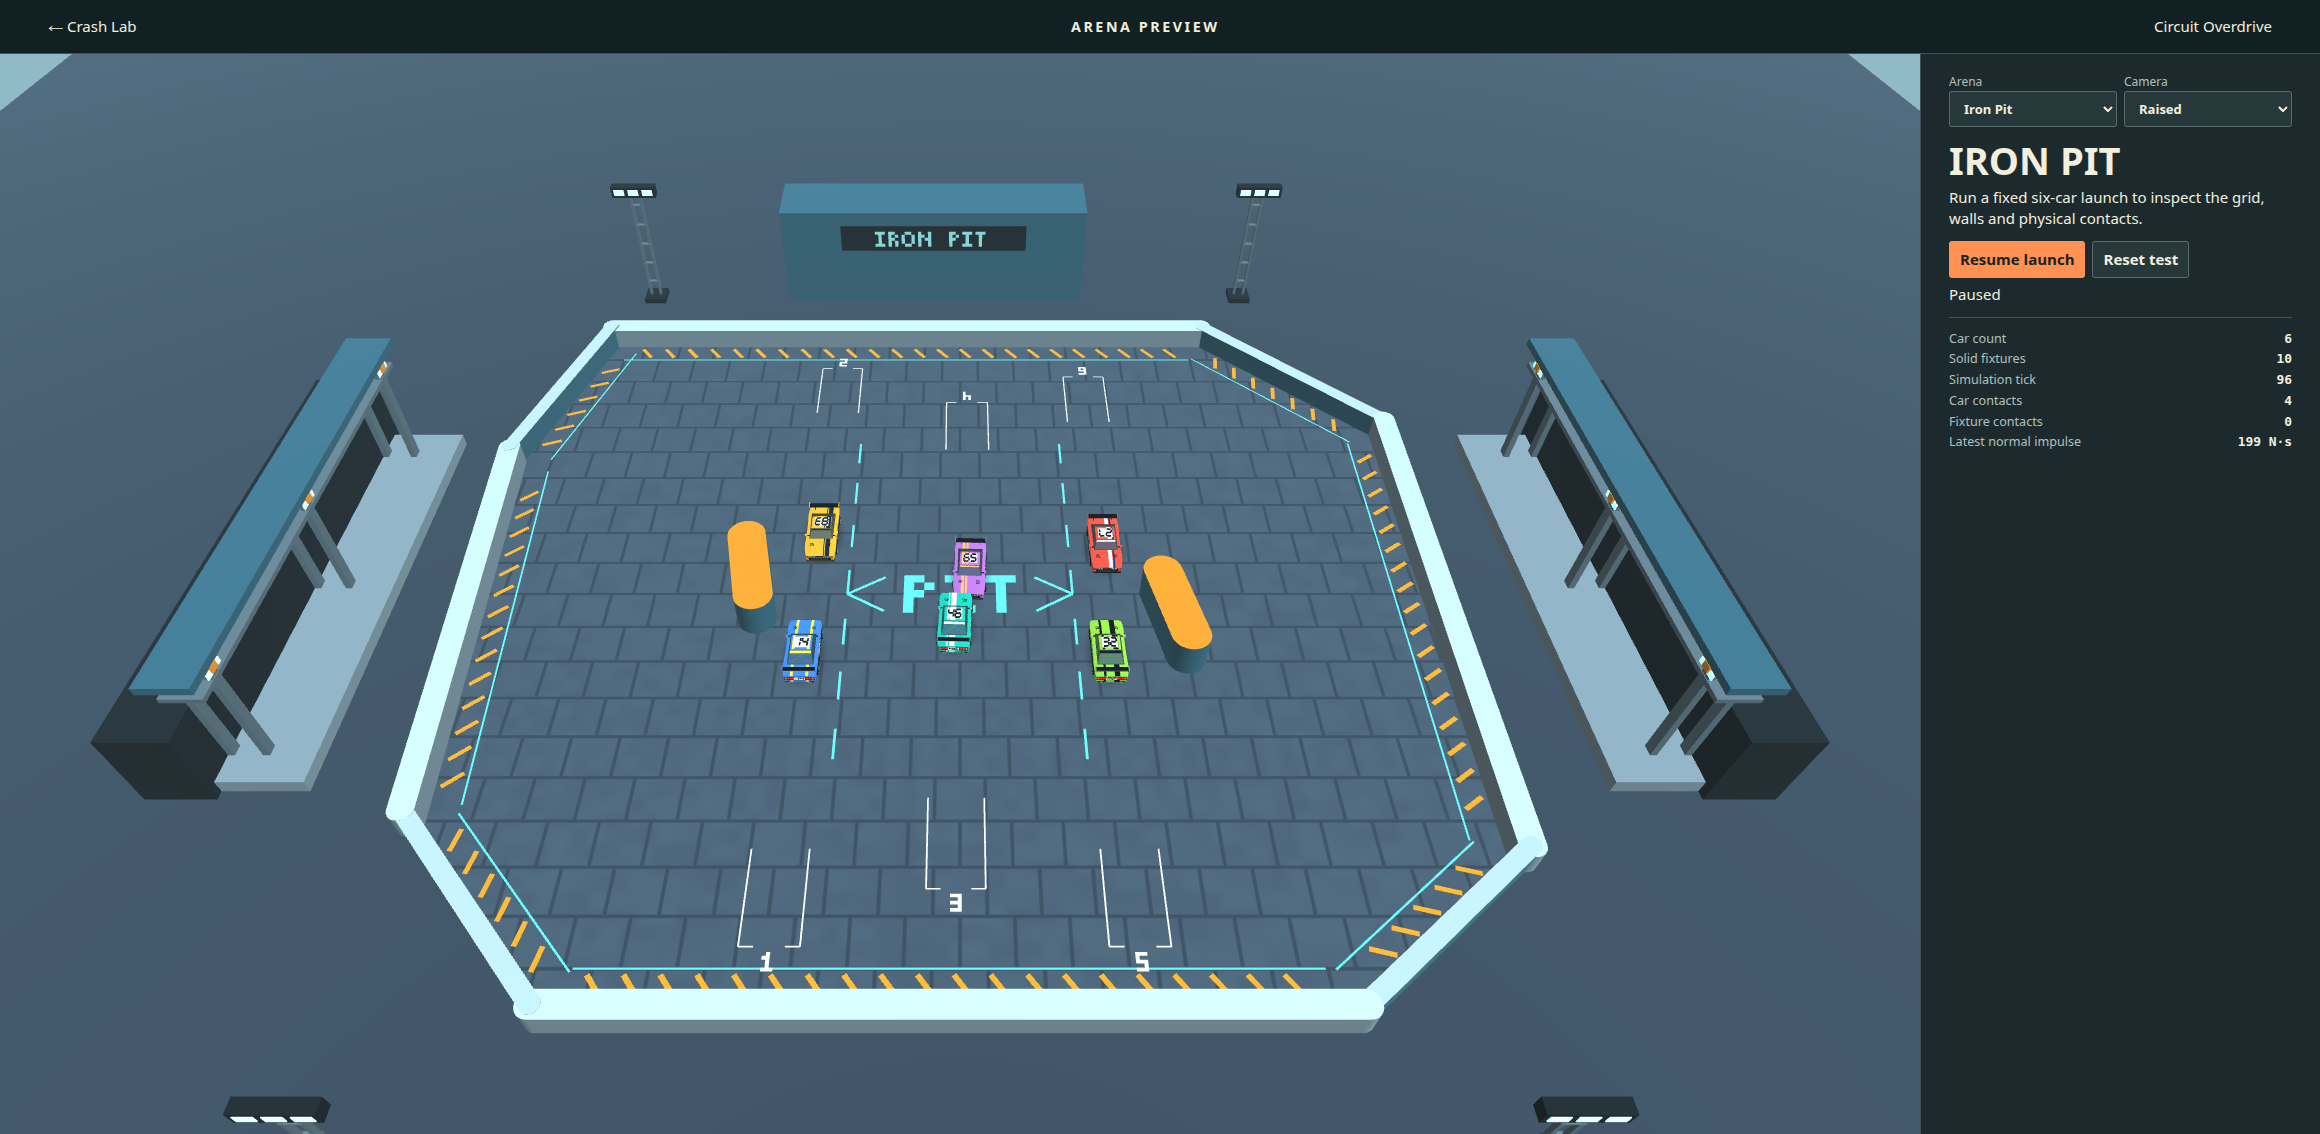 ← Crash Lab
ARENA PREVIEW
Circuit Overdrive
Arena
Camera
Iron Pit
Raised
IRON PIT
Run a fixed six-car launch to inspect the grid,
walls and physical contacts.
Resume launch
Reset test
Paused
Car count 6
Solid fixtures 10
Simulation tick 96
Car contacts 4
Fixture contacts 0
Latest normal impulse 199 N·s
IRON PIT
2
6
4
65
P T
46
32
3
1
5